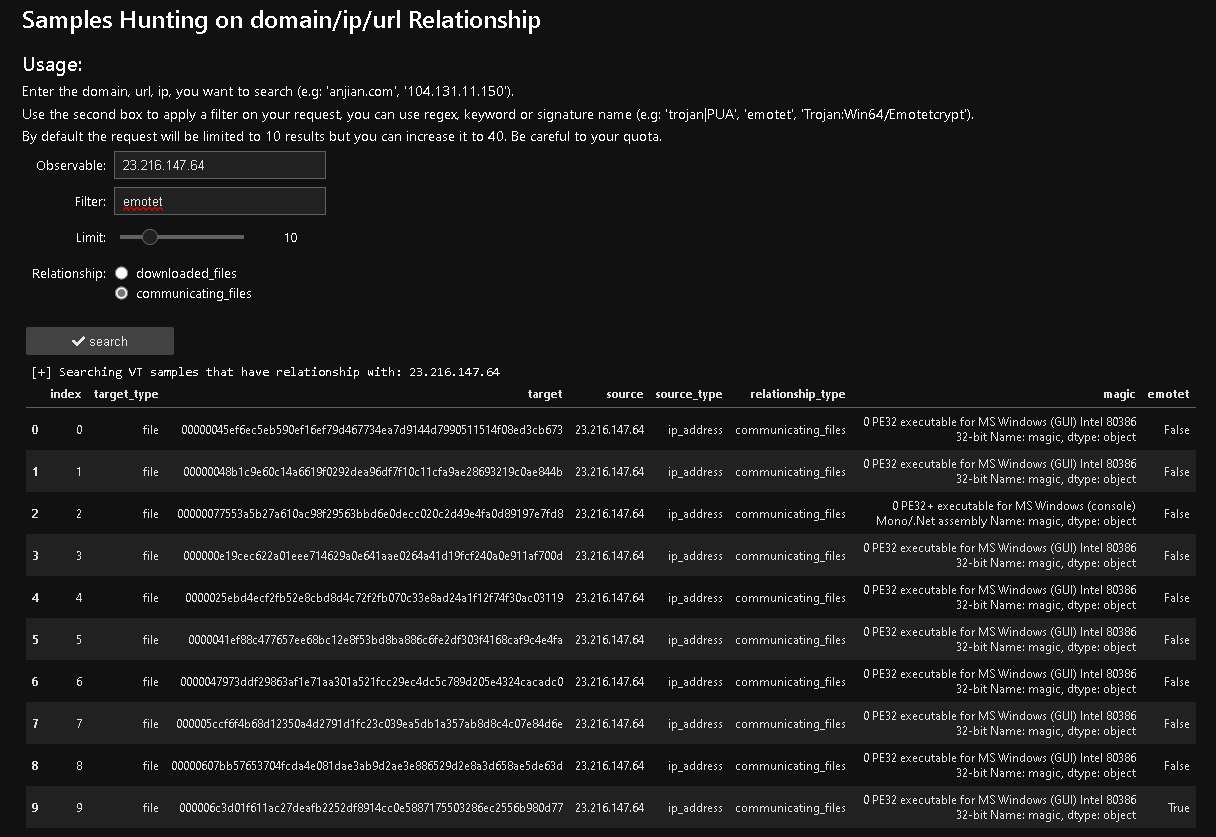 Samples Hunting on domain/ip/url Relationship
Usage:
Enter the domain, url, ip, you want to search (e.g: 'anjian.com', '104.131.11.150').
Use the second box to apply a filter on your request, you can use regex, keyword or signature name (e.g: 'trojan|PUA', 'emotet', 'Trojan:Win64/Emotetcrypt').
By default the request will be limited to 10 results but you can increase it to 40. Be careful to your quota.
Observable: 23.216.147.64
Filter: emotet
Limit: 10
Relationship: downloaded_files
communicating_files
search
[+] Searching VT samples that have relationship with: 23.216.147.64
index target_type target source source_type relationship_type magic emotet
0 0 file 00000045ef6ec5eb590ef16ef79d467734ea7d9144d7990511514f08ed3cb673 23.216.147.64 ip_address communicating_files 0 PE32 executable for MS Windows (GUI) Intel 80386 False
32-bit Name: magic, dtype: object
1 1 file 00000048b1c9e60c14a6619f0292dea96df7f10c11cfa9ae28693219c0ae844b 23.216.147.64 ip_address communicating_files 0 PE32 executable for MS Windows (GUI) Intel 80386 False
32-bit Name: magic, dtype: object
2 2 file 00000077553a5b27a610ac98f29563bbd6e0decc020c2d49e4fa0d89197e7fd8 23.216.147.64 ip_address communicating_files 0 PE32+ executable for MS Windows (console) False
Mono/.Net assembly Name: magic, dtype: object
3 3 file 000000e19cec622a01eee714629a0e641aae0264a41d19fcf240a0e911af700d 23.216.147.64 ip_address communicating_files 0 PE32 executable for MS Windows (GUI) Intel 80386 False
32-bit Name: magic, dtype: object
4 4 file 0000025ebd4ecf2fb52e8cbd8d4c72f2fb070c33e8ad24a1f12f74f30ac03119 23.216.147.64 ip_address communicating_files 0 PE32 executable for MS Windows (GUI) Intel 80386 False
32-bit Name: magic, dtype: object
5 5 file 0000041ef88c477657ee68bc12e8f53bd8ba886c6fe2df303f4168caf9c4e4fa 23.216.147.64 ip_address communicating_files 0 PE32 executable for MS Windows (GUI) Intel 80386 False
32-bit Name: magic, dtype: object
6 6 file 0000047973ddf29863af1e71aa301a521fcc29ec4dc5c789d205e4324cacadc0 23.216.147.64 ip_address communicating_files 0 PE32 executable for MS Windows (GUI) Intel 80386 False
32-bit Name: magic, dtype: object
7 7 file 000005ccf6f4b68d12350a4d2791d1fc23c039ea5db1a357ab8d8c4c07e84d6e 23.216.147.64 ip_address communicating_files 0 PE32 executable for MS Windows (GUI) Intel 80386 False
32-bit Name: magic, dtype: object
8 8 file 00000607bb57653704fcda4e081dae3ab9d2ae3e886529d2e8a3d658ae5de63d 23.216.147.64 ip_address communicating_files 0 PE32 executable for MS Windows (GUI) Intel 80386 False
32-bit Name: magic, dtype: object
9 9 file 000006c3d01f611ac27deafb2252df8914cc0e5887175503286ec2556b980d77 23.216.147.64 ip_address communicating_files 0 PE32 executable for MS Windows (GUI) Intel 80386 True
32-bit Name: magic, dtype: object